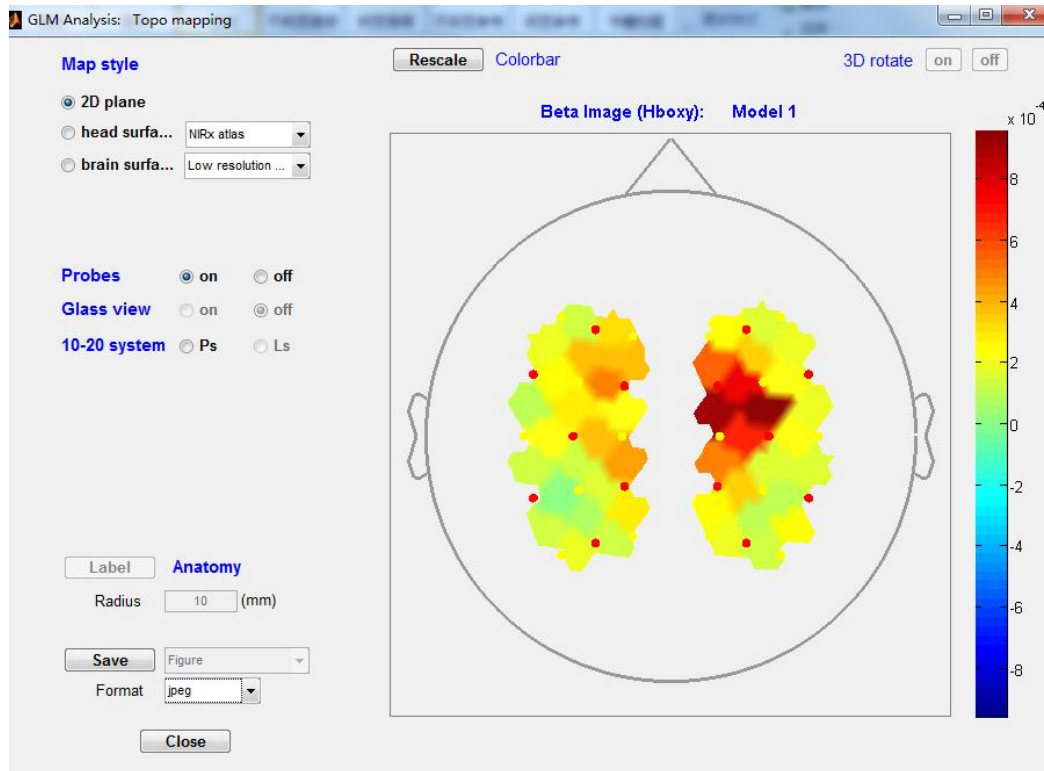 GLM Analysis: Topo mapping
Map style
2D plane
head surfa... NIRx atlas
brain surfa... Low resolution ...
Probes on off
Glass view on off
10-20 system Ps Ls
Label Anatomy
Radius 10 (mm)
Save Figure
Format jpeg
Close
Rescale Colorbar
3D rotate on off
Beta Image (Hboxy): Model 1
x 10^-4
8
6
4
2
0
-2
-4
-6
-8